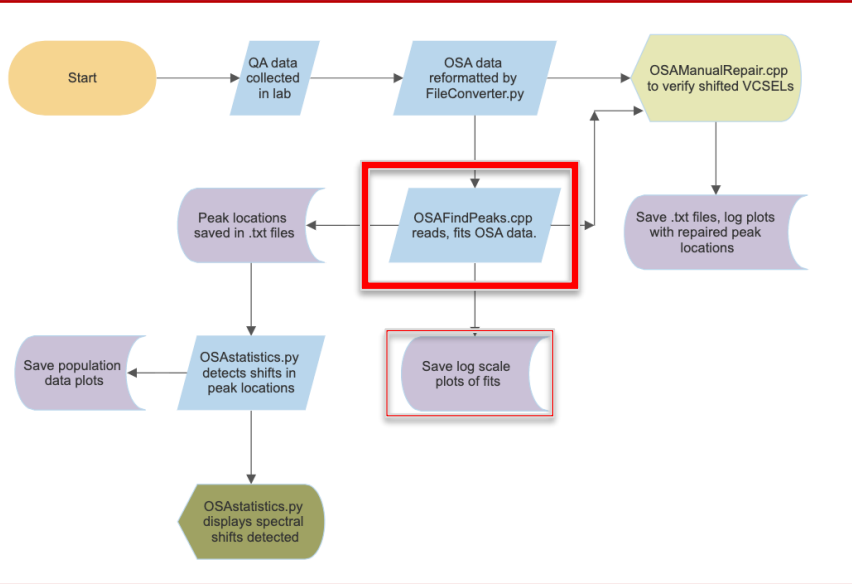 Start
QA data
collected
in lab
OSA data
reformatted by
FileConverter.py
OSAManualRepair.cpp
to verify shifted VCSELs
Peak locations
saved in .txt files
OSAFindPeaks.cpp
reads, fits OSA data.
Save .txt files, log plots
with repaired peak
locations
Save population
data plots
OSAstatistics.py
detects shifts in
peak locations
Save log scale
plots of fits
OSAstatistics.py
displays spectral
shifts detected